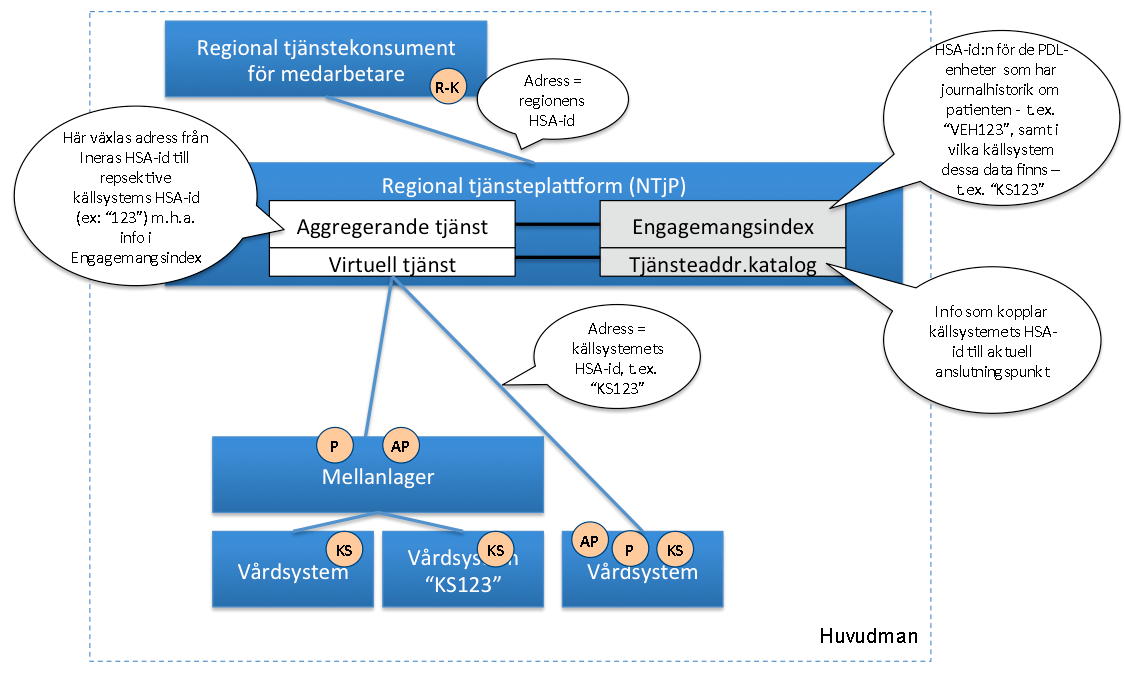 Regional tjänstekonsument
för medarbetare
R-K
Adress =
regionens
HSA-id
HSA-id:n för de PDL-
enheter som har
journalhistorik om
patienten - t.ex.
“VEH123”, samt i
vilka källsystem
dessa data finns –
t.ex. “KS123”
Här växlas adress från
Ineras HSA-id till
repsektive
källsystems HSA-id
(ex: “123”) m.h.a.
info i
Engagemangsindex
Regional tjänsteplattform (NTjP)
Aggregerande tjänst
Engagemangsindex
Virtuell tjänst
Tjänsteaddr.katalog
Info som kopplar
källsystemets HSA-
id till aktuell
anslutningspunkt
Adress =
källsystemets
HSA-id, t.ex.
“KS123”
P
AP
Mellanlager
KS
Vårdsystem
KS
Vårdsystem
“KS123”
AP
P
KS
Vårdsystem
Huvudman